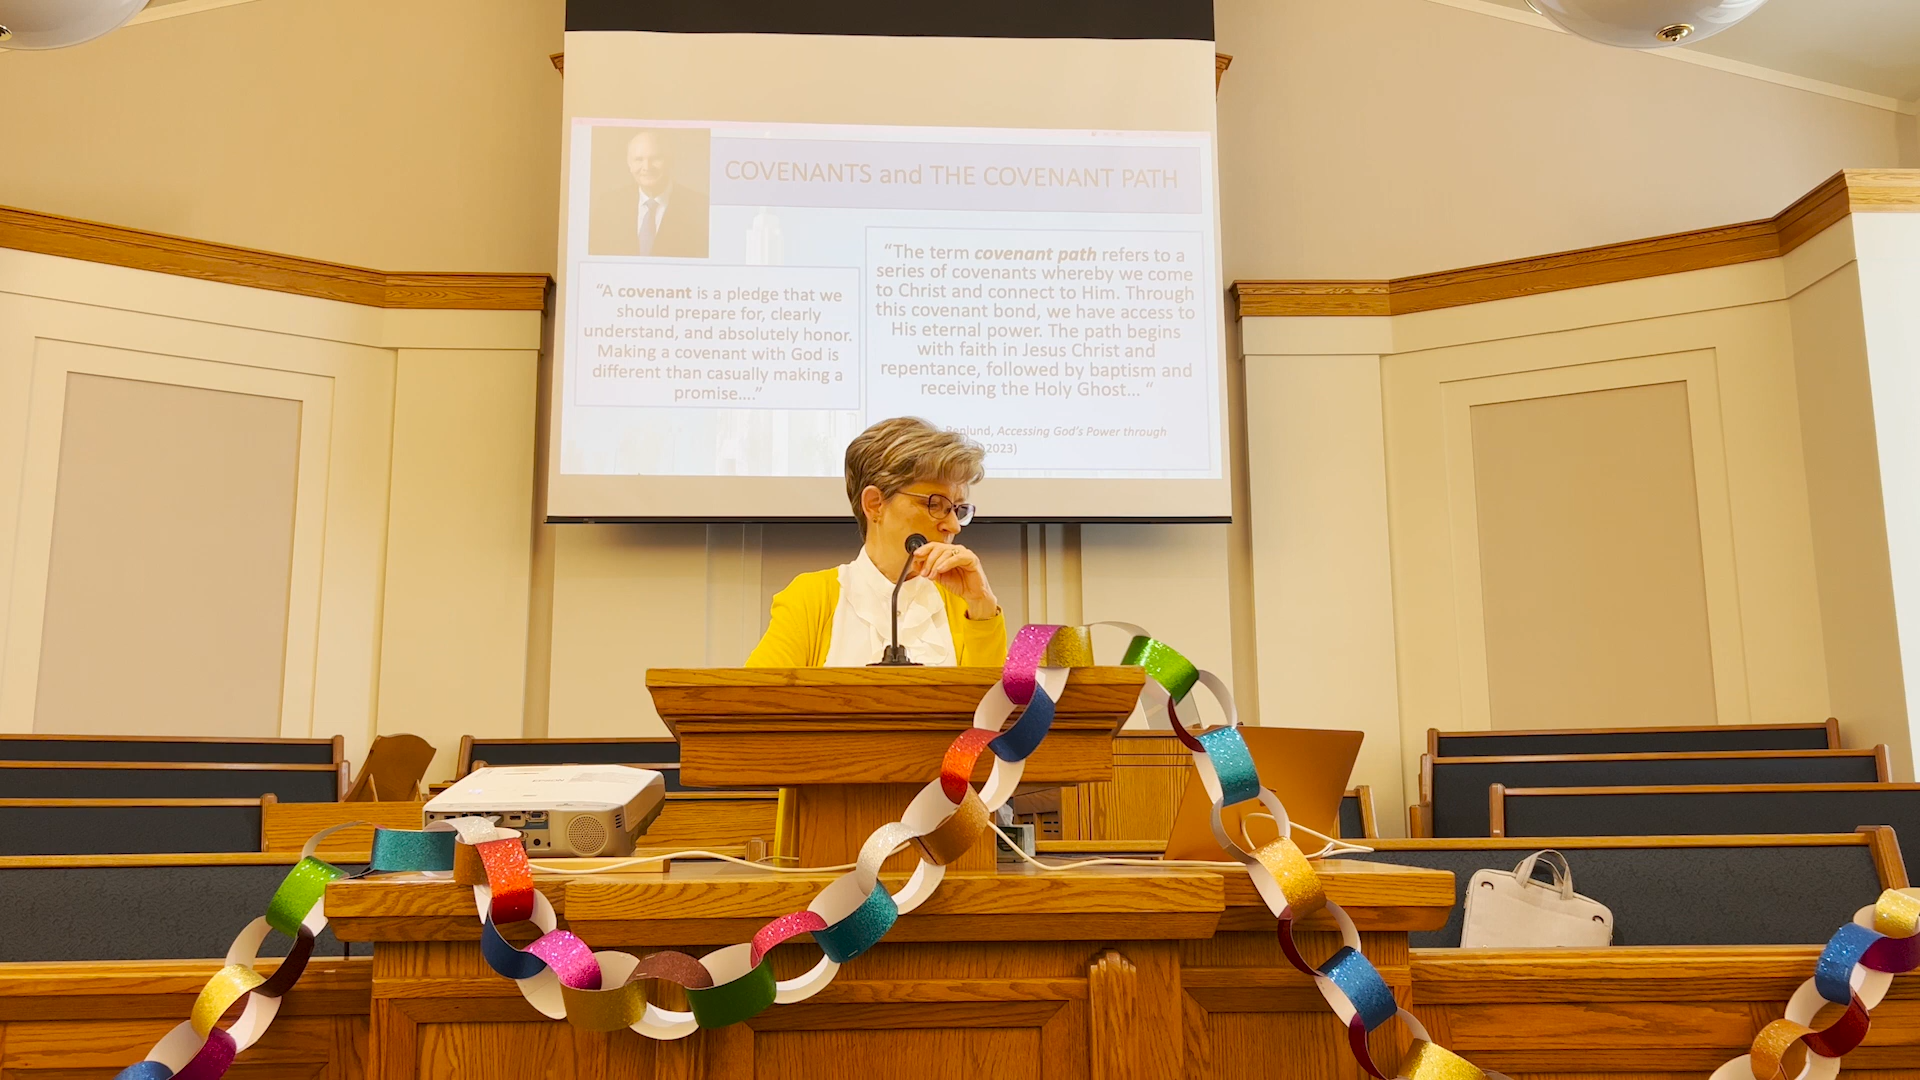 COVENANTS and THE COVENANT PATH
“A covenant is a pledge that we
should prepare for, clearly
understand, and absolutely honor.
Making a covenant with God is
different than casually making a
promise....”
“The term covenant path refers to a
series of covenants whereby we come
to Christ and connect to Him. Through
this covenant bond, we have access to
His eternal power. The path begins
with faith in Jesus Christ and
repentance, followed by baptism and
receiving the Holy Ghost... “
Accessing God’s Power through
2023)